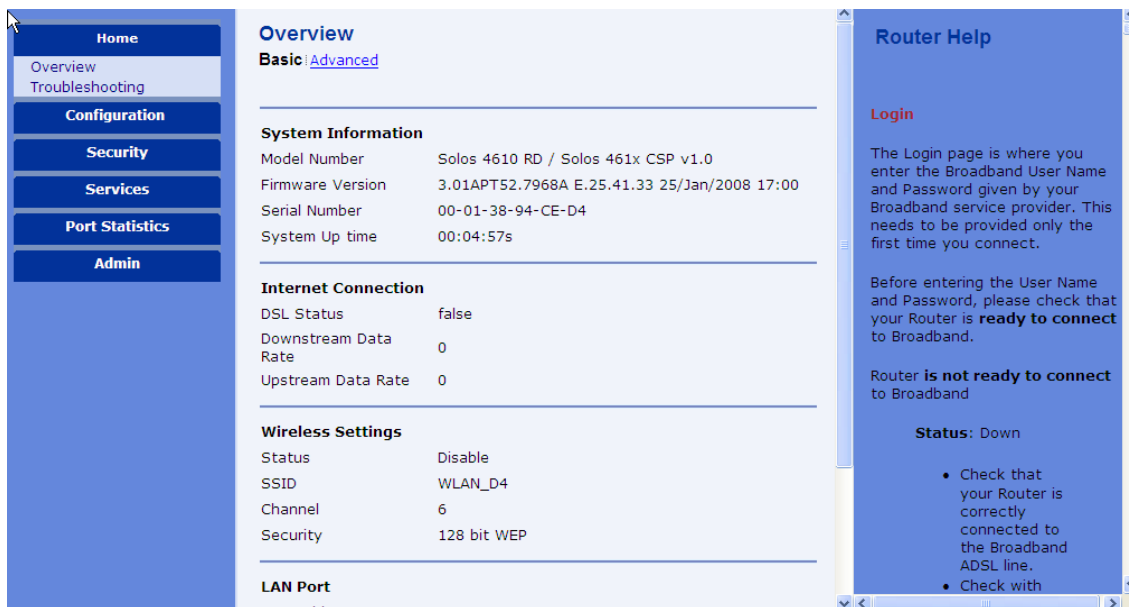 Home
Overview
Troubleshooting
Configuration
Security
Services
Port Statistics
Admin
Overview
Basic Advanced
System Information
Model Number Solos 4610 RD / Solos 461x CSP v1.0
Firmware Version 3.01APT52.7968A E.25.41.33 25/Jan/2008 17:00
Serial Number 00-01-38-94-CE-D4
System Up time 00:04:57s
Internet Connection
DSL Status false
Downstream Data
Rate 0
Upstream Data Rate 0
Wireless Settings
Status Disable
SSID WLAN_D4
Channel 6
Security 128 bit WEP
LAN Port
Router Help
Login
The Login page is where you
enter the Broadband User Name
and Password given by your
Broadband service provider. This
needs to be provided only the
first time you connect.
Before entering the User Name
and Password, please check that
your Router is ready to connect
to Broadband.
Router is not ready to connect
to Broadband
Status: Down
• Check that
your Router is
correctly
connected to
the Broadband
ADSL line.
• Check with